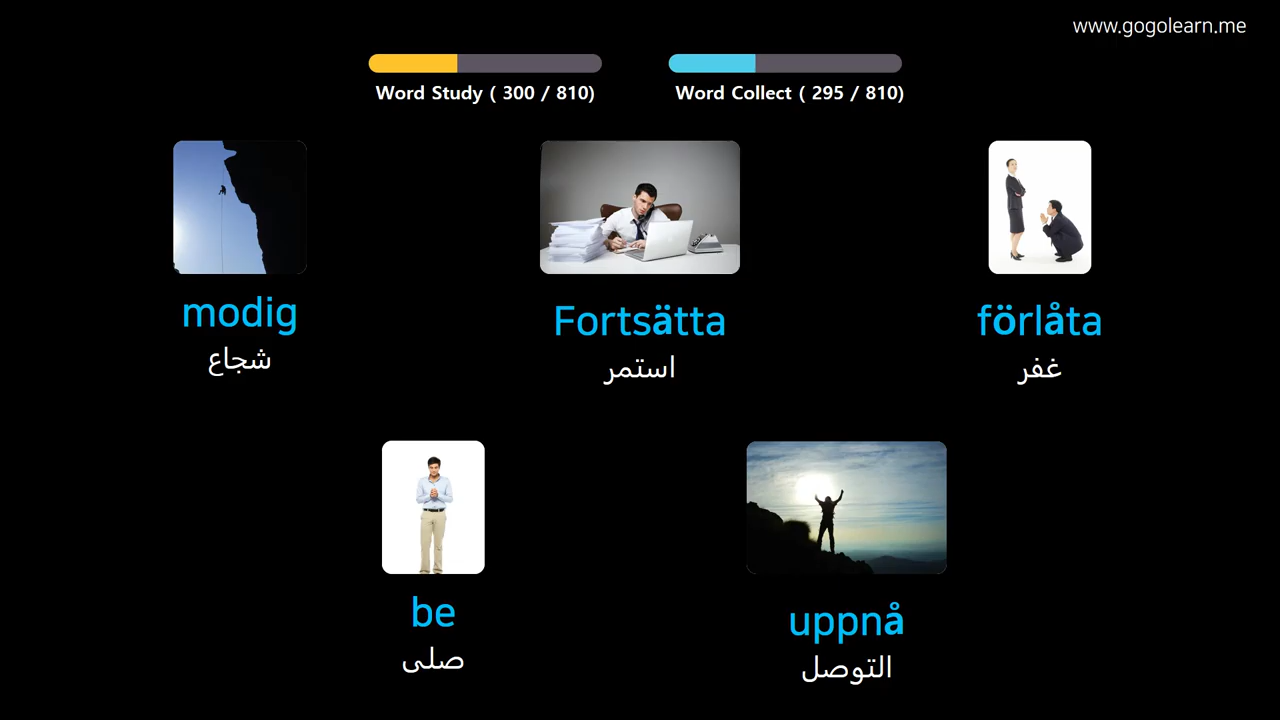 www.gogolearn.me
Word Study ( 300 / 810)
Word Collect ( 295 / 810)
modig
شجاع
Fortsätta
استمر
förlåta
غفر
be
صلى
uppnå
التوصل